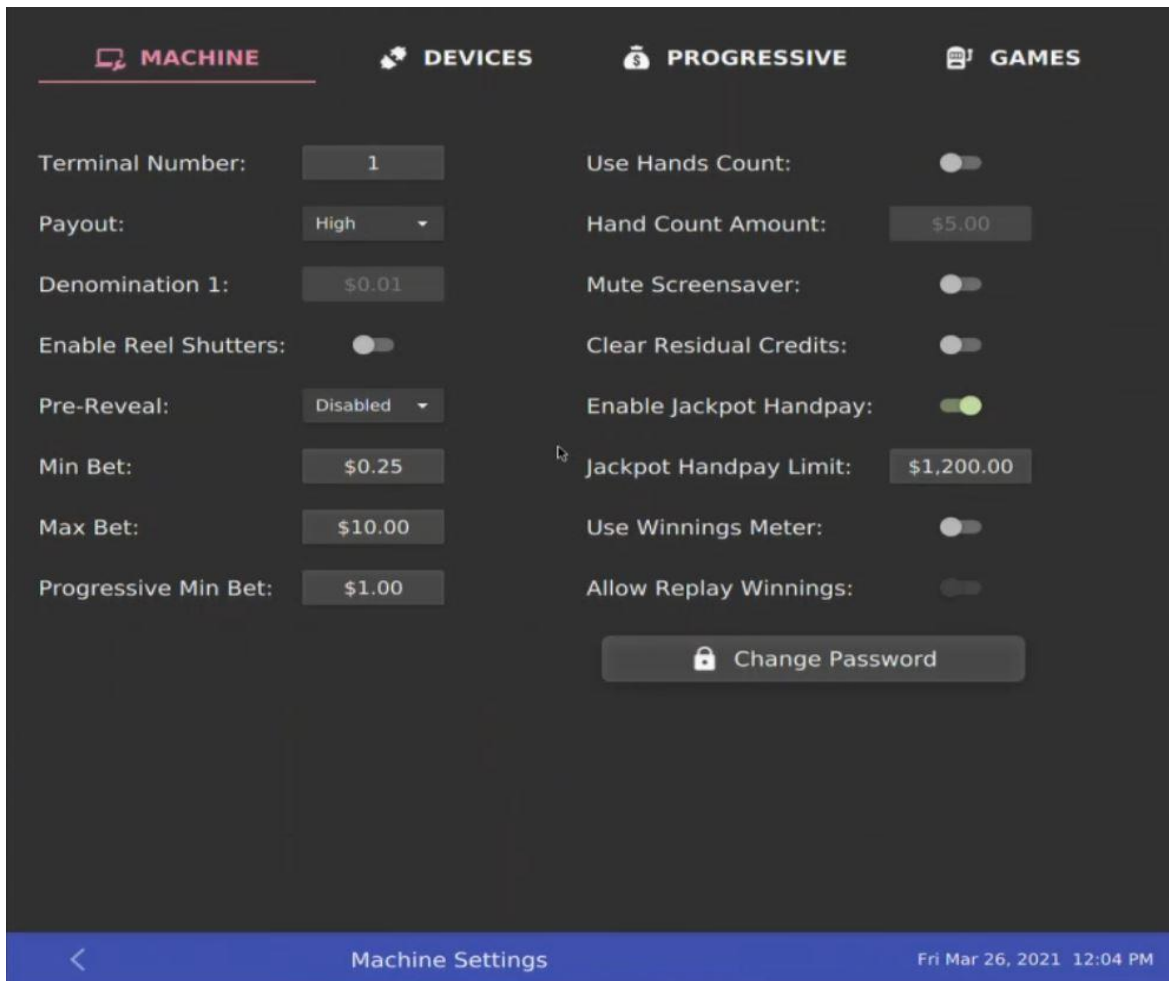 MACHINE DEVICES PROGRESSIVE GAMES
Terminal Number: 1
Payout: High
Denomination 1: $0.01
Enable Reel Shutters:
Pre-Reveal: Disabled
Min Bet: $0.25
Max Bet: $10.00
Progressive Min Bet: $1.00
Use Hands Count:
Hand Count Amount: $5.00
Mute Screensaver:
Clear Residual Credits:
Enable Jackpot Handpay:
Jackpot Handpay Limit: $1,200.00
Use Winnings Meter:
Allow Replay Winnings:
Change Password
Machine Settings Fri Mar 26, 2021 12:04 PM